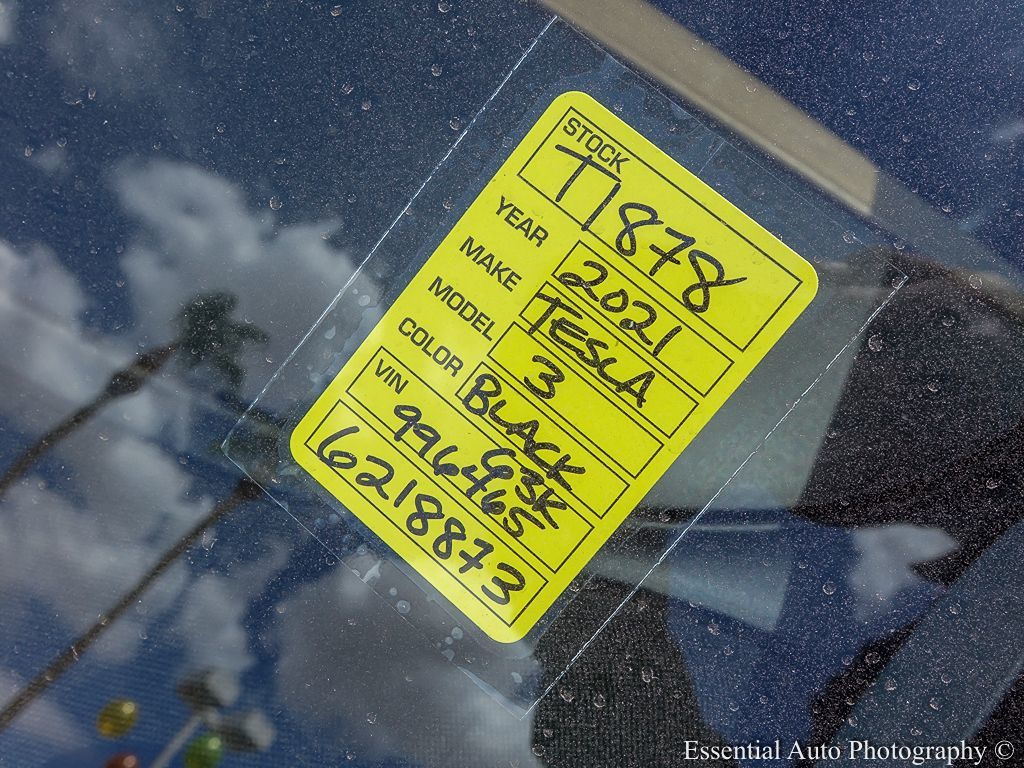 STOCK
T1878
YEAR 2021
MAKE TESLA
MODEL 3
COLOR BLACK
VIN 996465 G3K
6218873
Essential Auto Photography ©